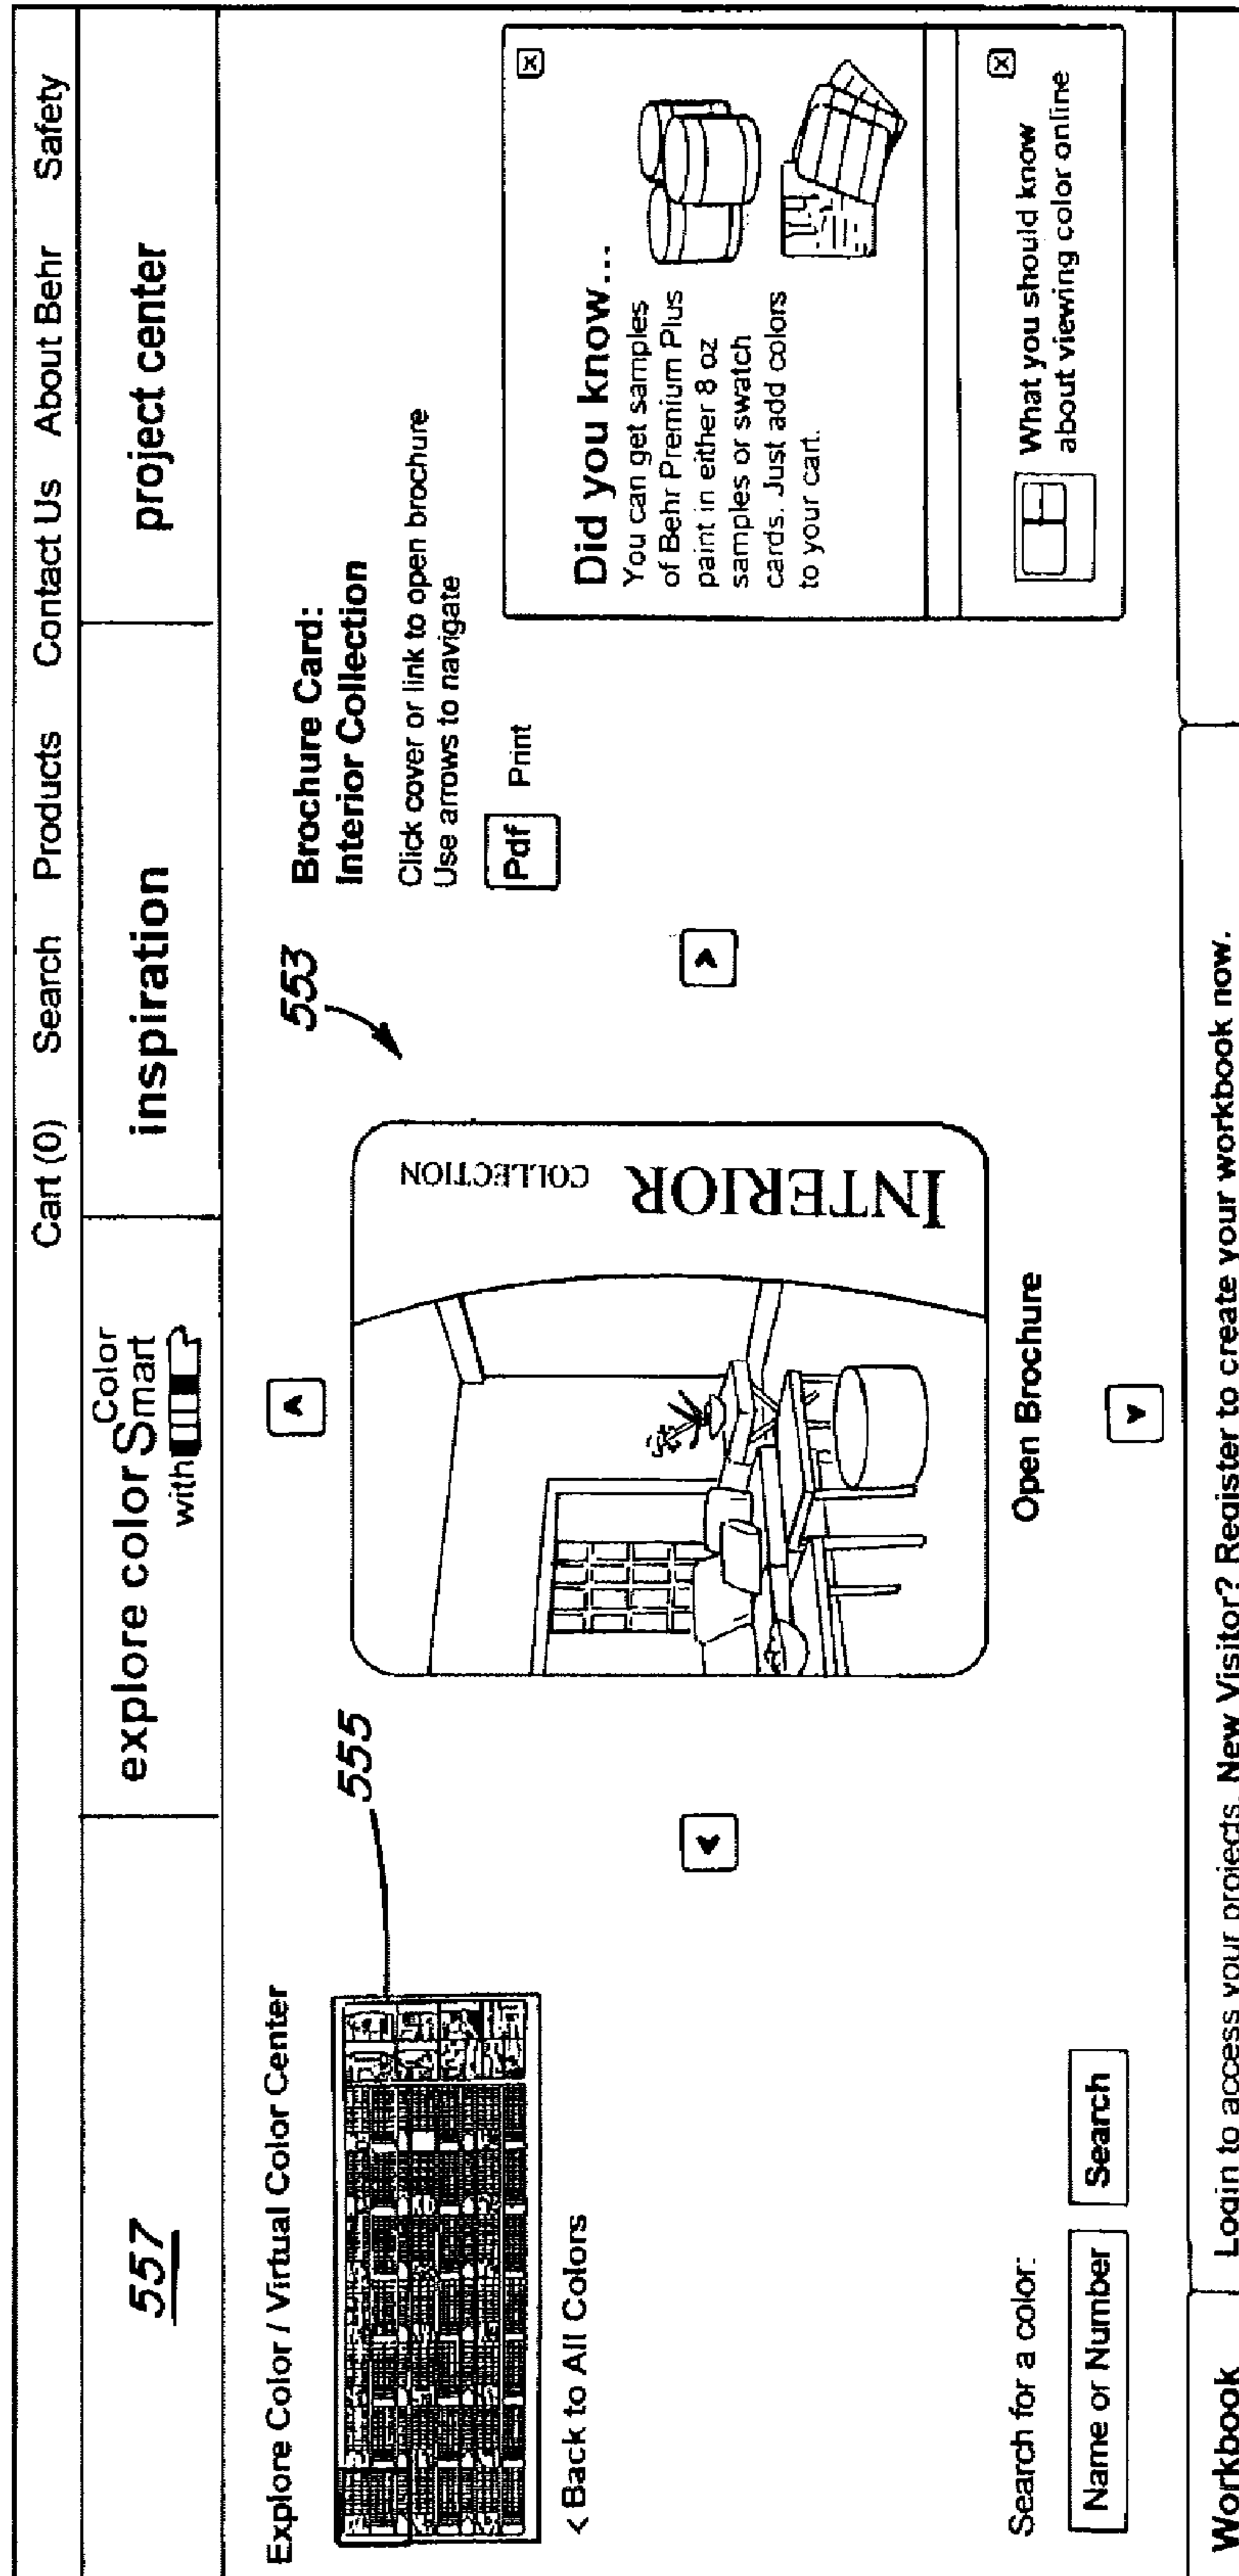 Cart (0) Search Products Contact Us About Behr Safety
557
explore color
Color
Smart
with
inspiration
project center
Explore Color / Virtual Color Center
555
< Back to All Colors
Search for a color:
Name or Number
Search
553
INTERIOR
COLLECTION
Open Brochure
Brochure Card:
Interior Collection
Click cover or link to open brochure
Use arrows to navigate
Pdf Print
Did you know...
You can get samples
of Behr Premium Plus
paint in either 8 oz
samples or swatch
cards. Just add colors
to your cart.
What you should know
about viewing color online
Workbook
Login to access your projects. New Visitor? Register to create your workbook now.